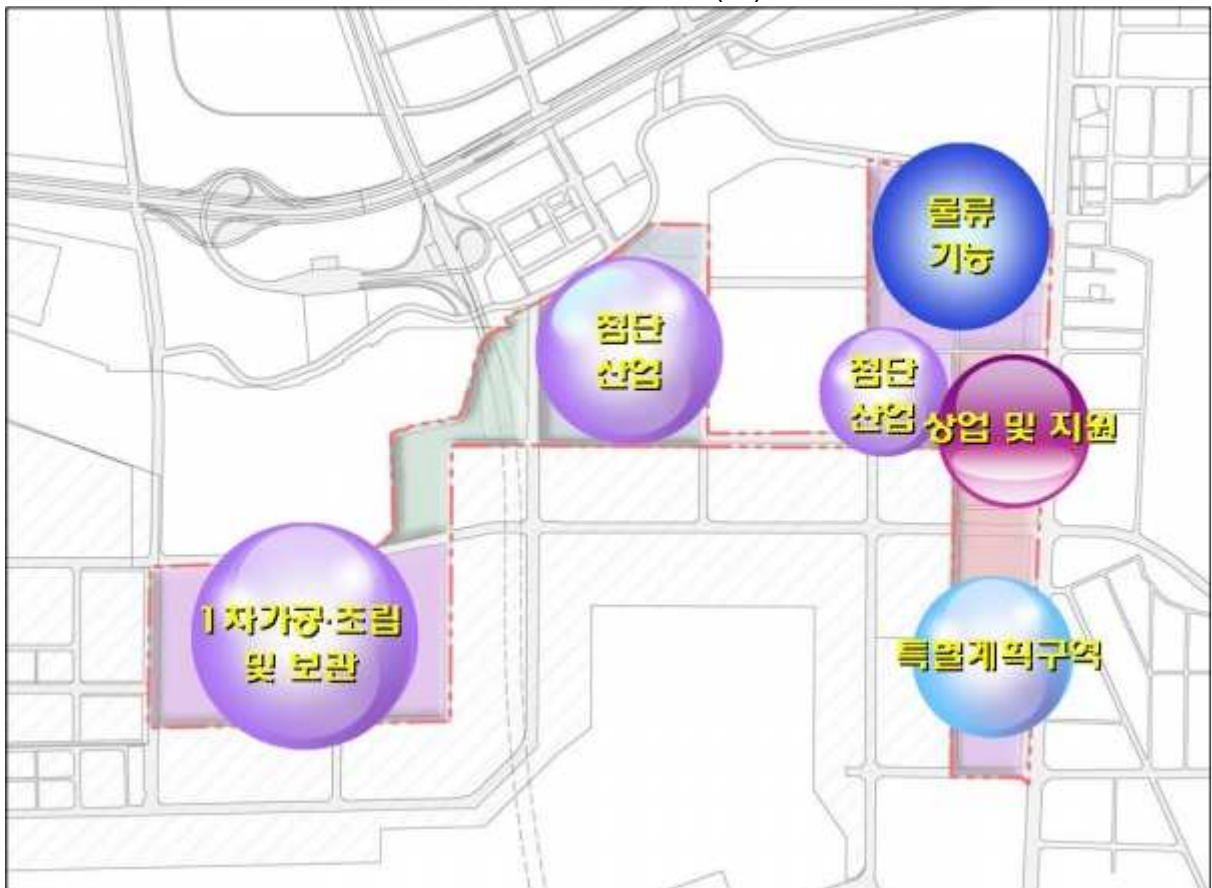 물류
기능
첨단
산업
첨단
산업
상업 및 지원
1차가공·조립
및 보관
특별계획구역